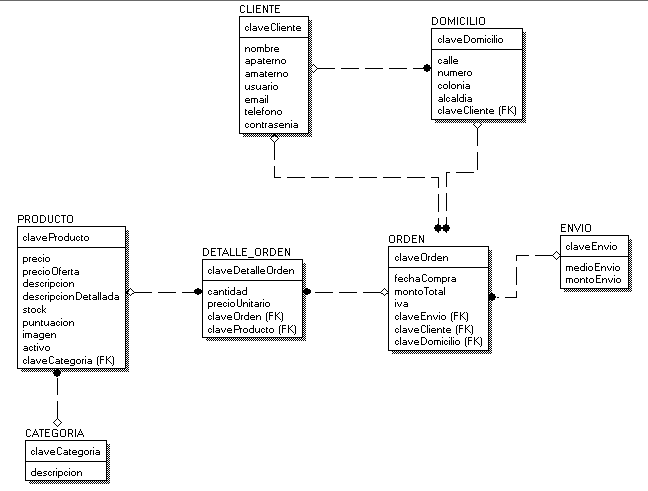 CLIENTE
claveCliente
nombre
apaterno
amaterno
usuario
email
telefono
contrasenia
DOMICILIO
claveDomicilio
calle
numero
colonia
alcaldia
claveCliente (FK)
PRODUCTO
claveProducto
precio
precioOferta
descripcion
descripcionDetallada
stock
puntuacion
imagen
activo
claveCategoria (FK)
DETALLE_ORDEN
claveDetalleOrden
cantidad
precioUnitario
claveOrden (FK)
claveProducto (FK)
ORDEN
claveOrden
fechaCompra
montoTotal
iva
claveEnvio (FK)
claveCliente (FK)
claveDomicilio (FK)
ENVIO
claveEnvio
medioEnvio
montoEnvio
CATEGORIA
claveCategoria
descripcion